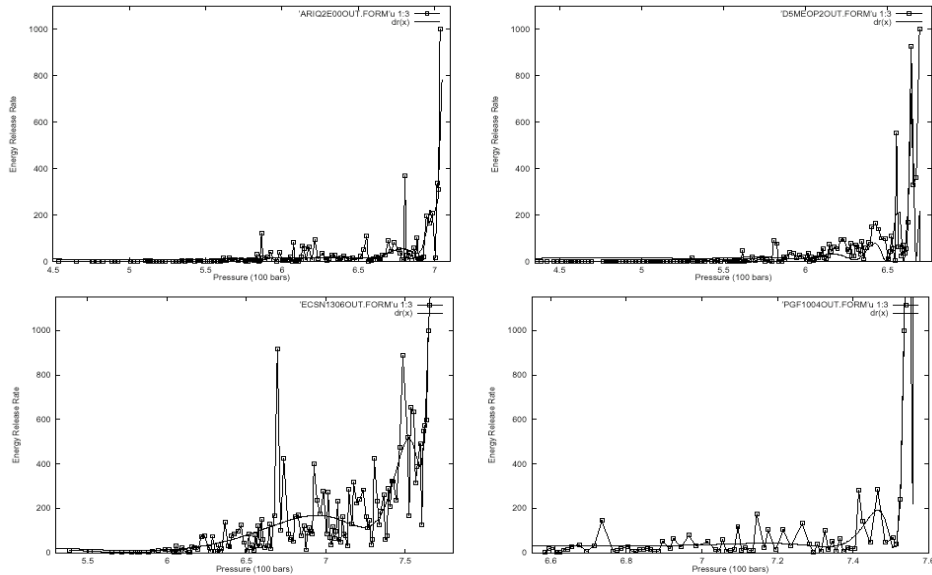 'ARIQ2E00OUT.FORM'u 1:3
dr(x)
1000
800
600
400
200
0
Energy Release Rate
4.5 5 5.5 6 6.5 7
Pressure (100 bars)
'D5MEOP2OUT.FORM'u 1:3
dr(x)
1000
800
600
400
200
0
Energy Release Rate
4.5 5 5.5 6 6.5
Pressure (100 bars)
'ECSN1306OUT.FORM'u 1:3
dr(x)
1000
800
600
400
200
0
Energy Release Rate
5.5 6 6.5 7 7.5
Pressure (100 bars)
'PGF1004OUT.FORM'u 1:3
dr(x)
1000
800
600
400
200
0
Energy Release Rate
6.6 6.8 7 7.2 7.4 7.6
Pressure (100 bars)